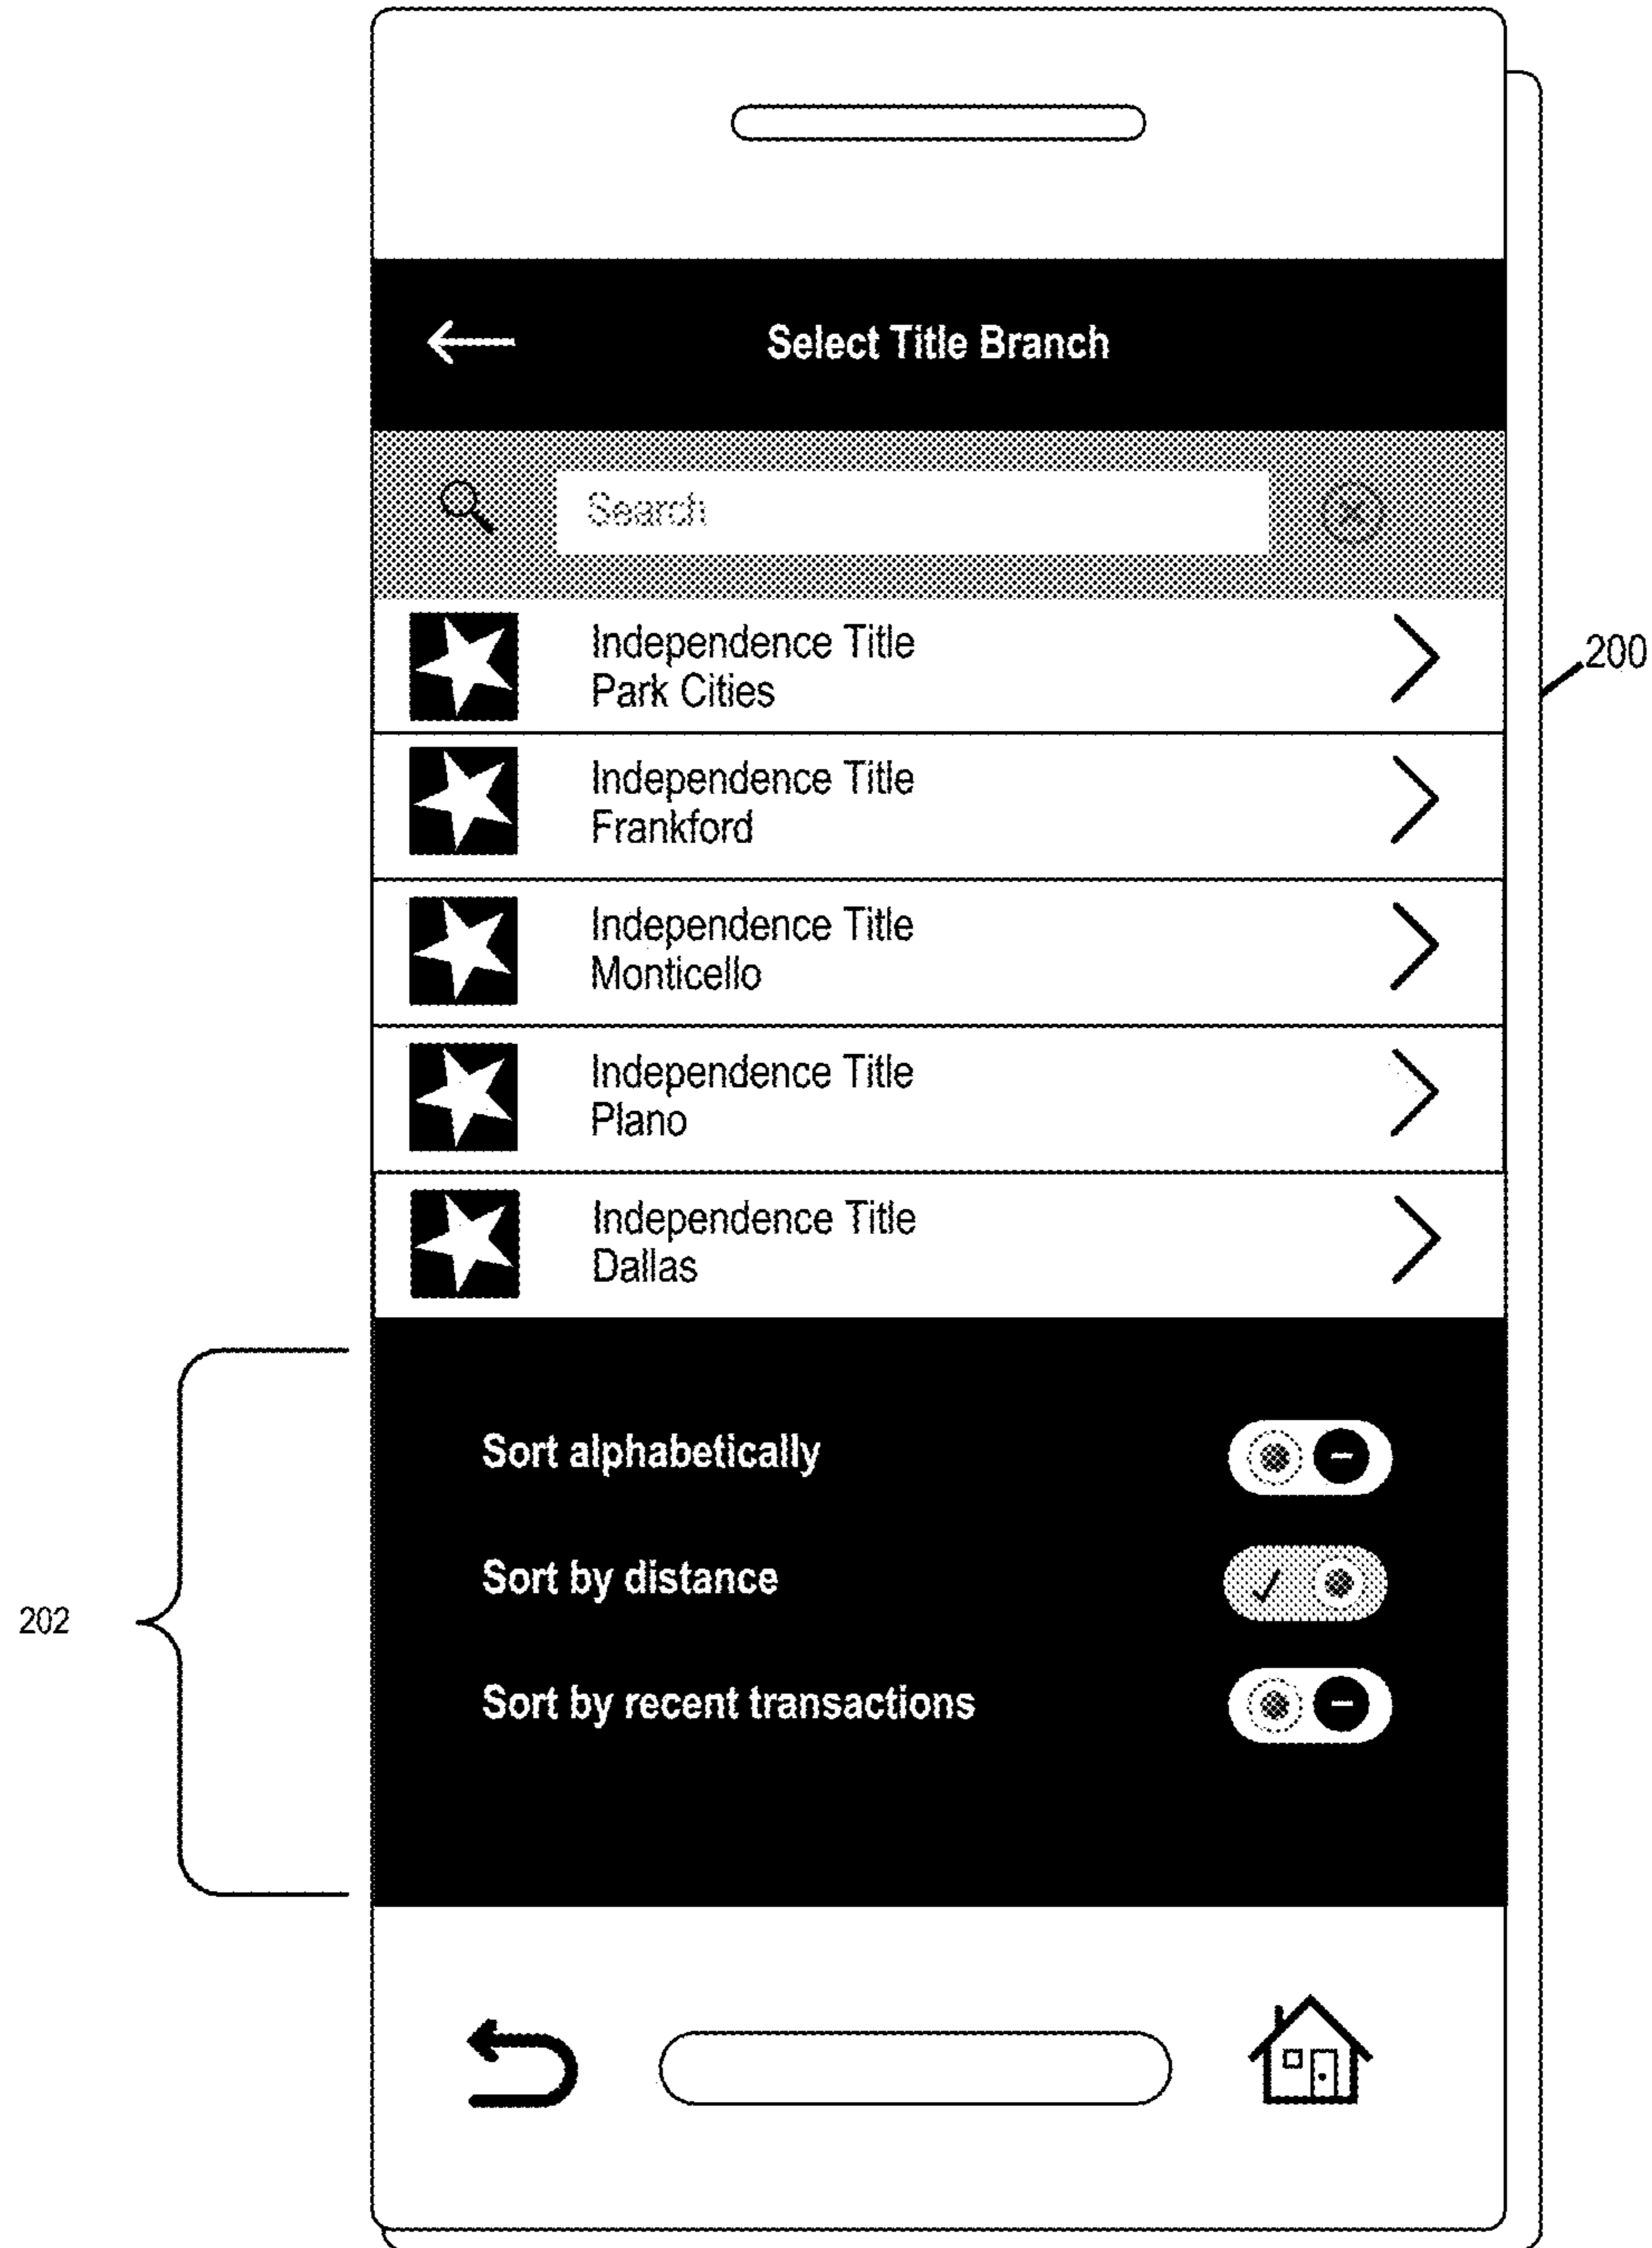 Select Title Branch
Search
Independence Title
Park Cities
200
Independence Title
Frankford
Independence Title
Monticello
Independence Title
Plano
Independence Title
Dallas
Sort alphabetically
Sort by distance
202
Sort by recent transactions